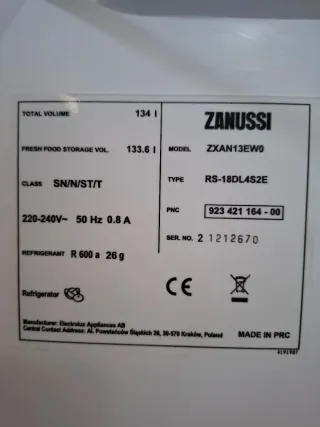 TOTAL VOLUME 134 l
FRESH FOOD STORAGE VOL. 133.6 l
CLASS SN/N/ST/T
220-240V~ 50 Hz 0.8 A
REFRIGERANT R 600 a 26 g
Refrigerator
ZANUSSI
MODEL ZXAN13EW0
TYPE RS-18DL4S2E
PNC 923 421 164 - 00
SER. NO. 2 1212670
CE
Manufacturer: Electrolux Appliances AB
Central Contact Address: Al. Powstańców Śląskich 26, 30-570 Kraków, Poland
MADE IN PRC
4191907